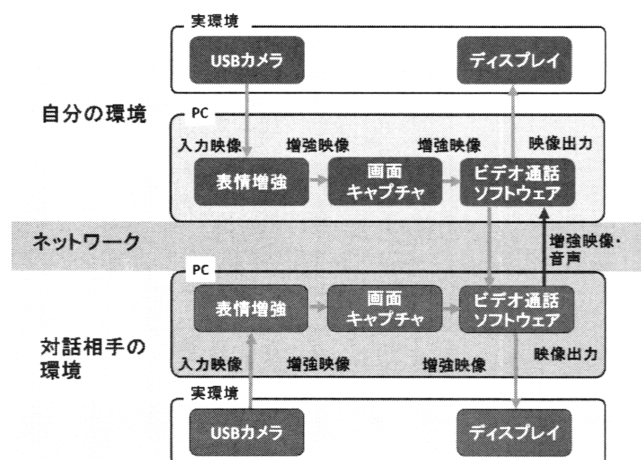 実環境
USBカメラ
ディスプレイ
自分の環境
PC
入力映像
増強映像
増強映像
映像出力
表情増強
画面
キャプチャ
ビデオ通話
ソフトウェア
ネットワーク
増強映像・
音声
PC
表情増強
画面
キャプチャ
ビデオ通話
ソフトウェア
対話相手の
環境
入力映像
増強映像
増強映像
映像出力
実環境
USBカメラ
ディスプレイ